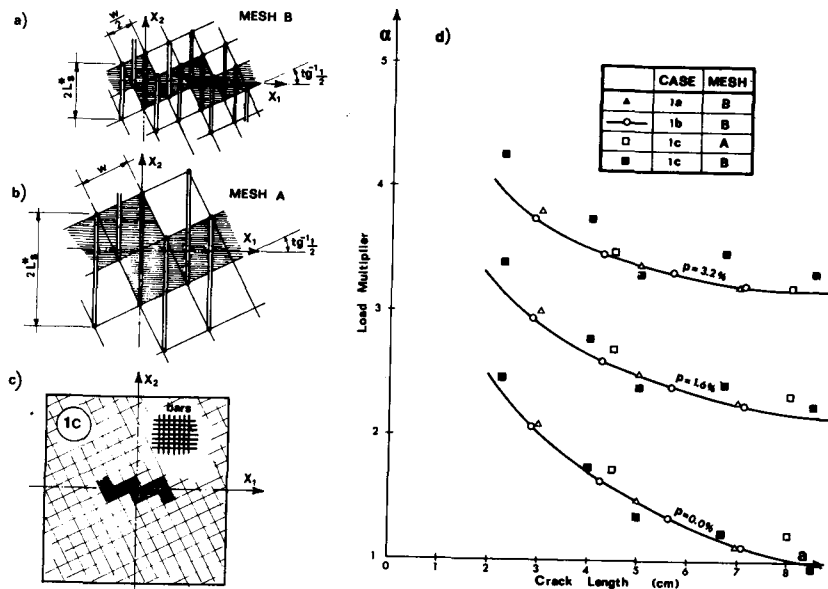 a)
w/2
X₂
MESH B
2L*s
tg⁻¹ 1/2
X₁
b)
w
X₂
MESH A
2L*s
X₁
tg⁻¹ 1/2
c)
X₂
1c
bars
X₁
α
d)
5
4
3
2
1
Load Multiplier
CASE MESH
△ 1a B
○ 1b B
□ 1c A
■ 1c B
p=3.2%
p=1.6%
p=0.0%
a
0 1 2 3 4 5 6 7 8
Crack Length (cm)